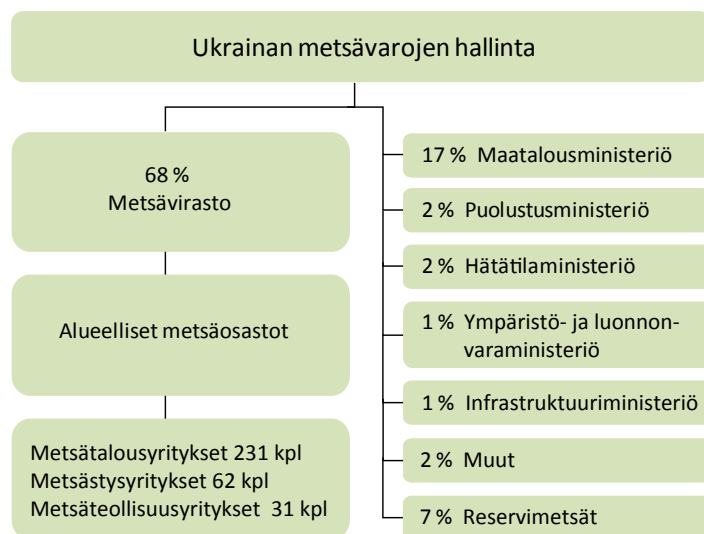 Ukrainan metsävarojen hallinta
68 %
Metsävirasto
Alueelliset metsäosastot
Metsätalousyritykset 231 kpl
Metsästysyritykset 62 kpl
Metsäteollisuusyritykset 31 kpl
17 % Maatalousministeriö
2 % Puolustusministeriö
2 % Hätätilaministeriö
1 % Ympäristö- ja luonnon-
varaministeriö
1 % Infrastruktuuriministeriö
2 % Muut
7 % Reservimetsät